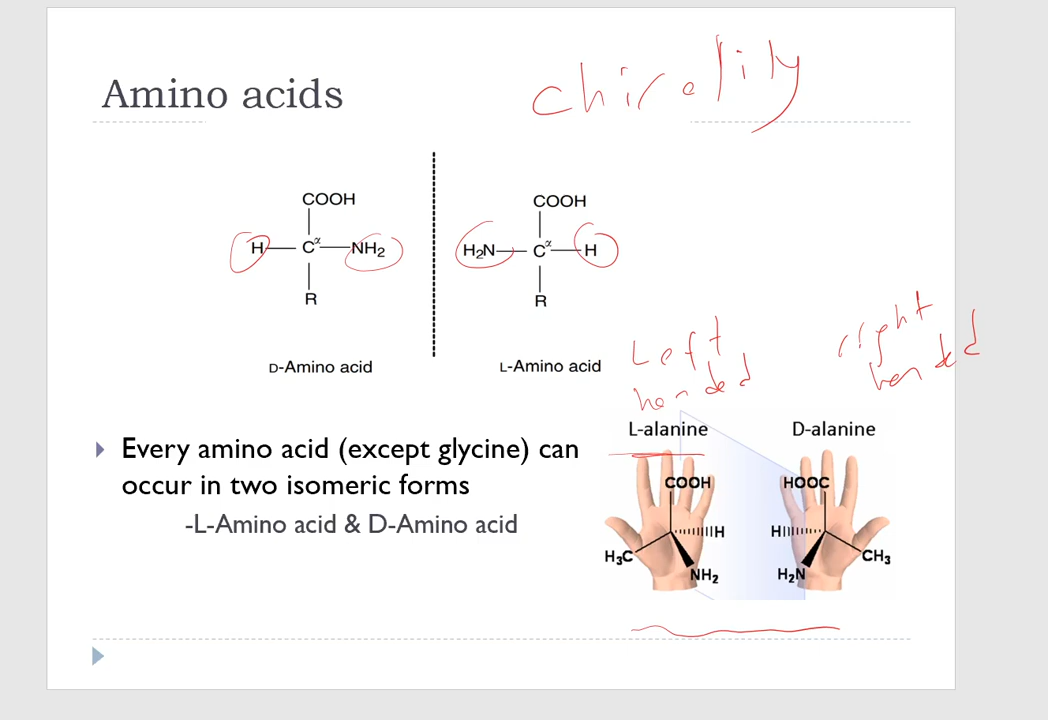 Amino acids
chirality
COOH
H
Cα
NH2
R
COOH
H2N
Cα
H
R
D-Amino acid
L-Amino acid
Left
handed
right
handed
Every amino acid (except glycine) can
occur in two isomeric forms
-L-Amino acid & D-Amino acid
L-alanine
D-alanine
COOH
H
H3C
NH2
HOOC
H
CH3
H2N